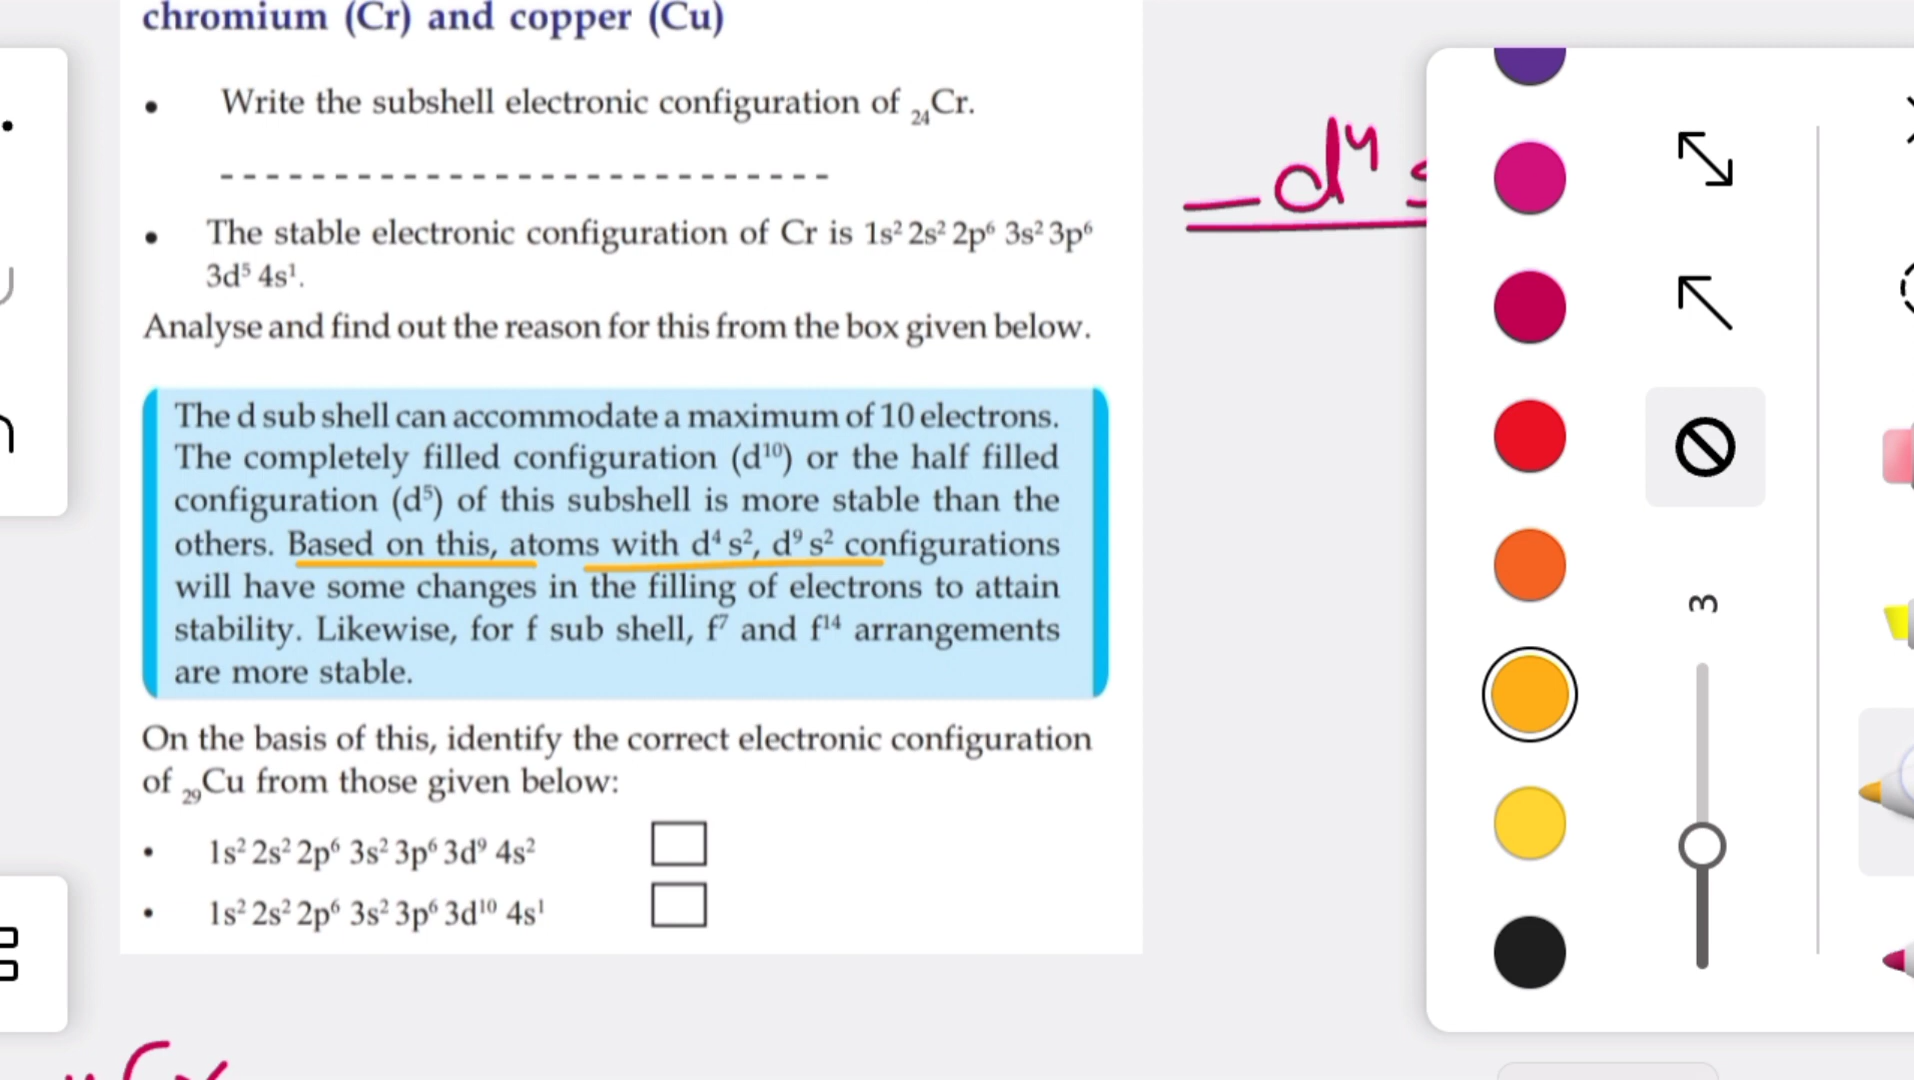 chromium (Cr) and copper (Cu)
• Write the subshell electronic configuration of ₂₄Cr.
• The stable electronic configuration of Cr is 1s² 2s² 2p⁶ 3s² 3p⁶
3d⁵ 4s¹.
Analyse and find out the reason for this from the box given below.
The d sub shell can accommodate a maximum of 10 electrons.
The completely filled configuration (d¹⁰) or the half filled
configuration (d⁵) of this subshell is more stable than the
others. Based on this, atoms with d⁴ s², d⁹ s² configurations
will have some changes in the filling of electrons to attain
stability. Likewise, for f sub shell, f⁷ and f¹⁴ arrangements
are more stable.
On the basis of this, identify the correct electronic configuration
of ₂₉Cu from those given below:
• 1s² 2s² 2p⁶ 3s² 3p⁶ 3d⁹ 4s²
• 1s² 2s² 2p⁶ 3s² 3p⁶ 3d¹⁰ 4s¹
d⁴
3